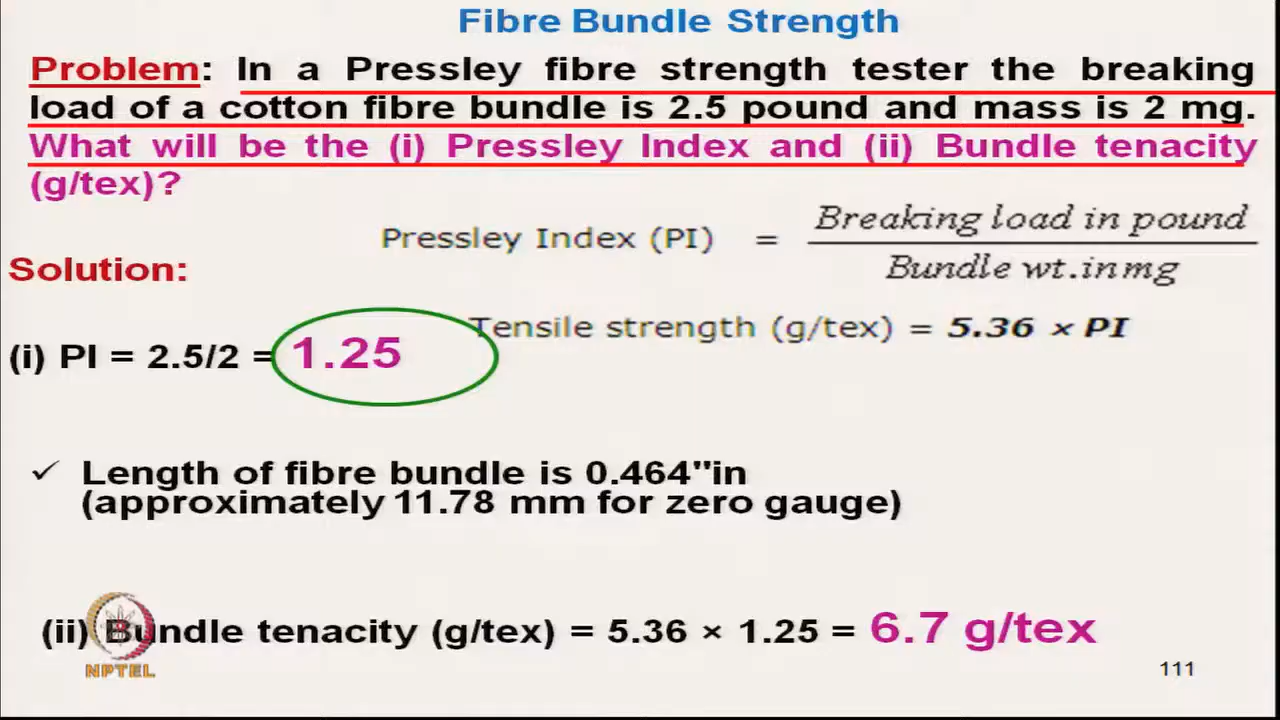 Fibre Bundle Strength
Problem: In a Pressley fibre strength tester the breaking
load of a cotton fibre bundle is 2.5 pound and mass is 2 mg.
What will be the (i) Pressley Index and (ii) Bundle tenacity
(g/tex)?
Pressley Index (PI) = Breaking load in pound
Bundle wt.in mg
Solution:
Tensile strength (g/tex) = 5.36 × PI
(i) PI = 2.5/2 = 1.25
✓ Length of fibre bundle is 0.464"in
(approximately 11.78 mm for zero gauge)
(ii) Bundle tenacity (g/tex) = 5.36 × 1.25 = 6.7 g/tex
NPTEL
111